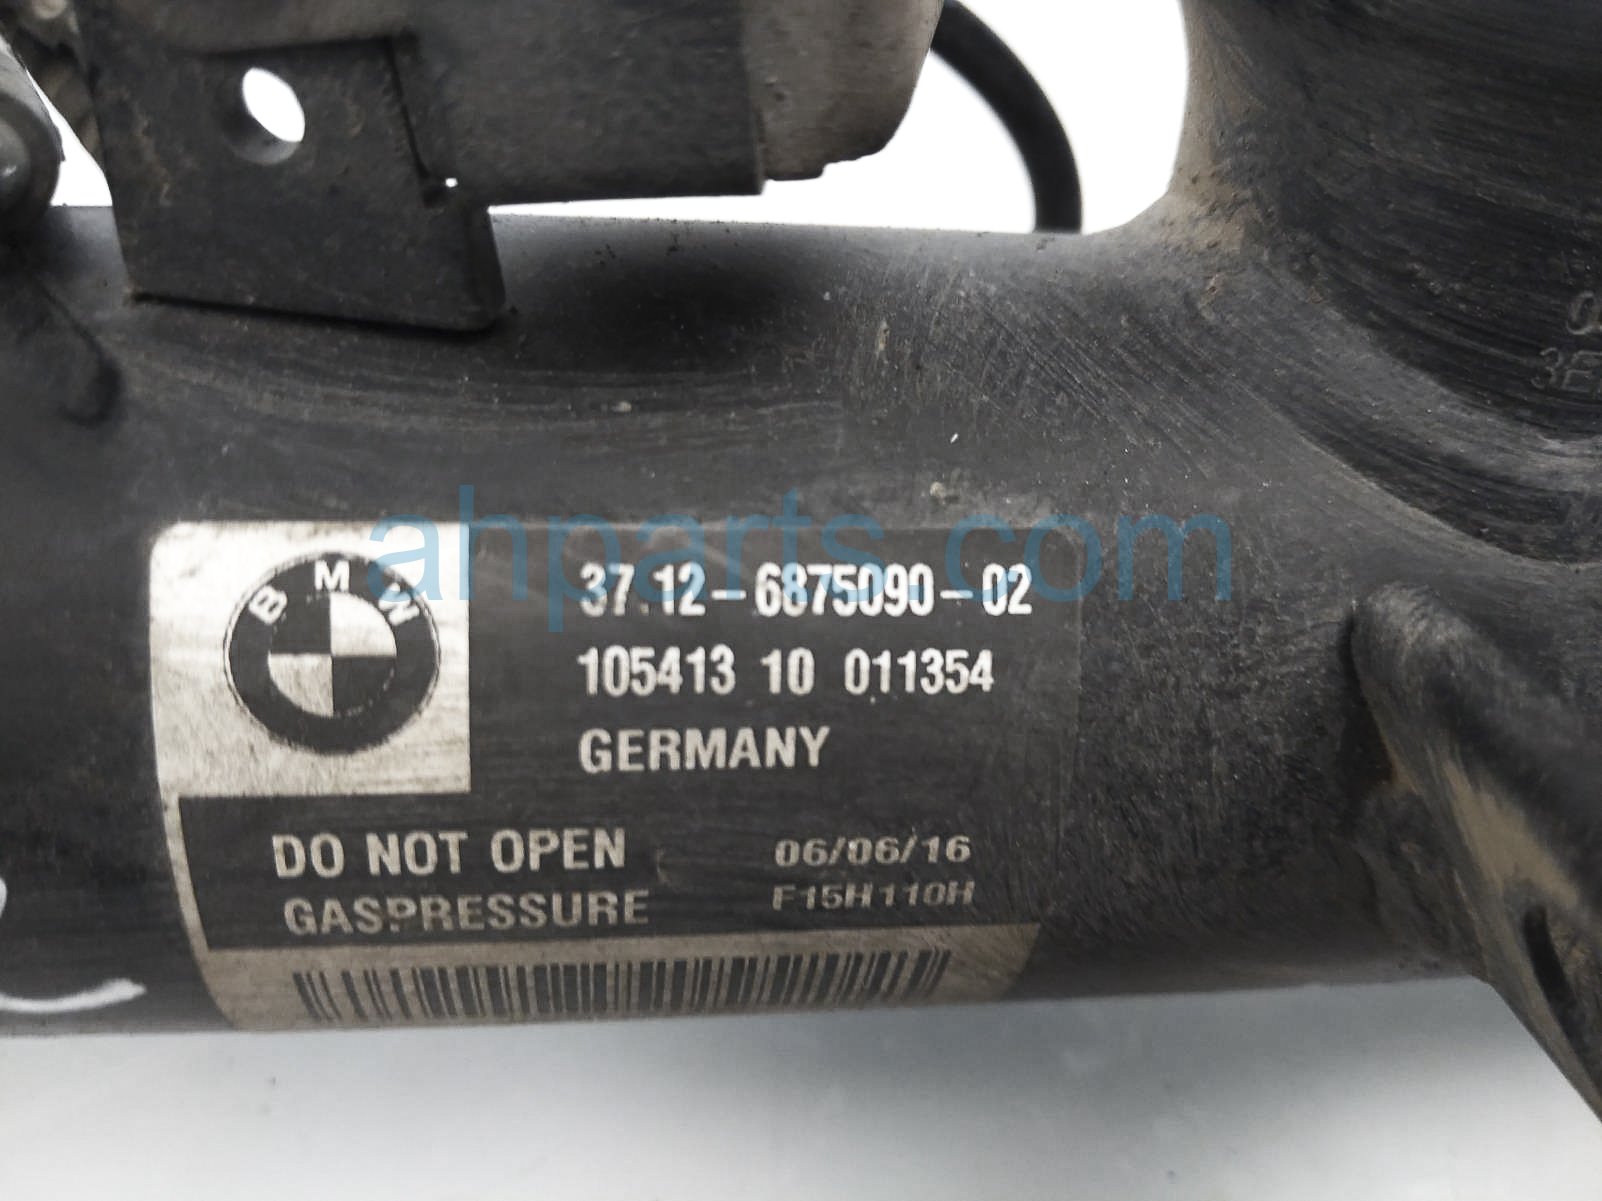 ahparts.com
BMW
37.12-6875090-02
105413 10 011354
GERMANY
DO NOT OPEN
GASPRESSURE
06/06/16
F15H110H